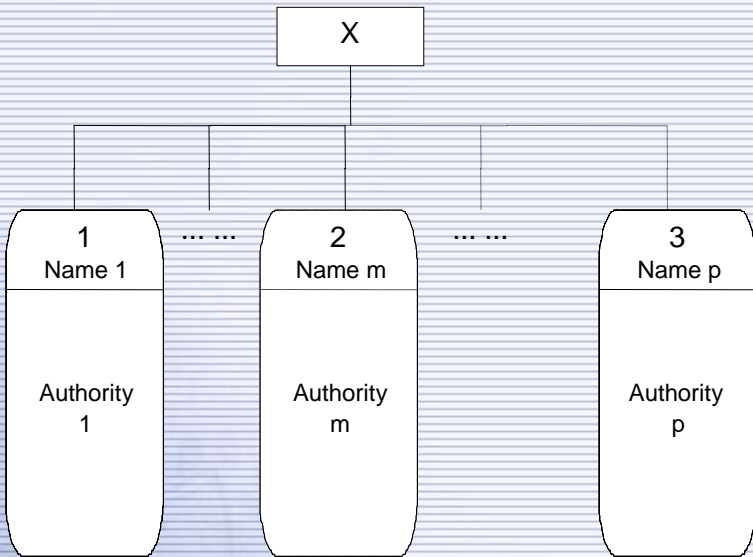 X
1 ... ... 2 ... ... 3
Name 1 Name m Name p
Authority Authority Authority
1 m p